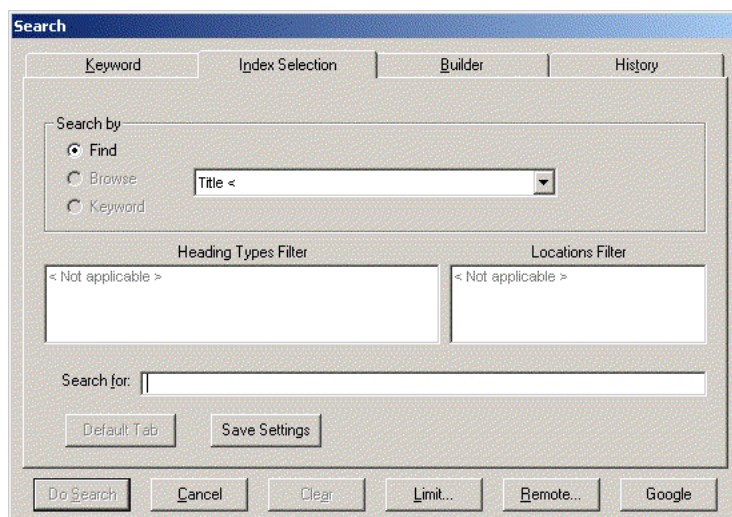 Search
Keyword Index Selection Builder History
Search by
Find
Browse
Title <
Keyword
Heading Types Filter Locations Filter
< Not applicable > < Not applicable >
Search for:
Default Tab Save Settings
Do Search Cancel Clear Limit... Remote... Google